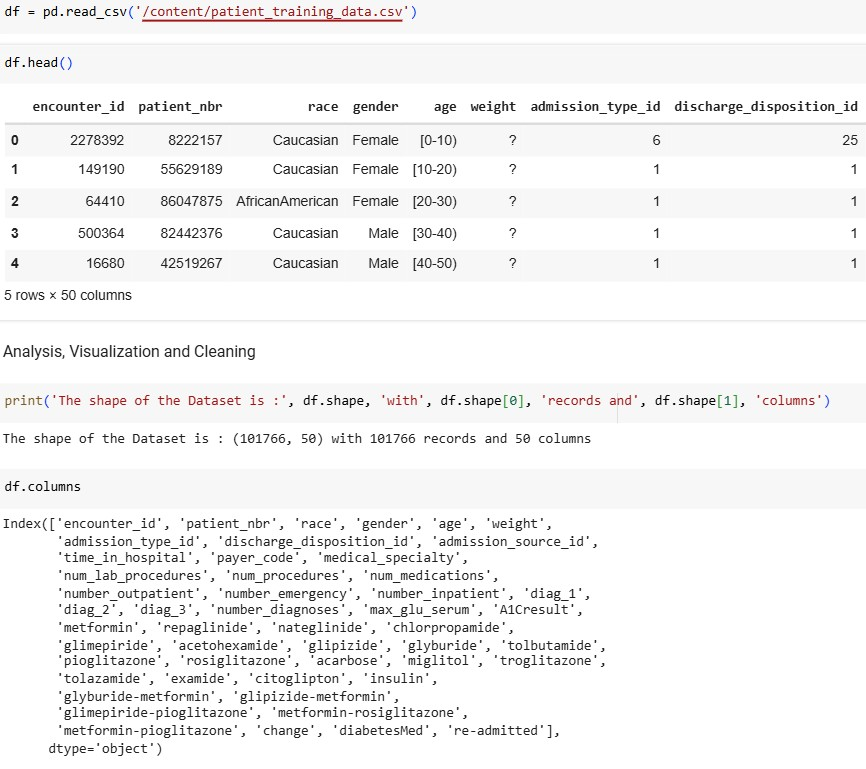 df = pd.read_csv('/content/patient_training_data.csv')
df.head()
encounter_id patient_nbr race gender age weight admission_type_id discharge_disposition_id
0 2278392 8222157 Caucasian Female [0-10) ? 6 25
1 149190 55629189 Caucasian Female [10-20) ? 1 1
2 64410 86047875 AfricanAmerican Female [20-30) ? 1 1
3 500364 82442376 Caucasian Male [30-40) ? 1 1
4 16680 42519267 Caucasian Male [40-50) ? 1 1
5 rows × 50 columns
Analysis, Visualization and Cleaning
print('The shape of the Dataset is :', df.shape, 'with', df.shape[0], 'records and', df.shape[1], 'columns')
The shape of the Dataset is : (101766, 50) with 101766 records and 50 columns
df.columns
Index(['encounter_id', 'patient_nbr', 'race', 'gender', 'age', 'weight',
'admission_type_id', 'discharge_disposition_id', 'admission_source_id',
'time_in_hospital', 'payer_code', 'medical_specialty',
'num_lab_procedures', 'num_procedures', 'num_medications',
'number_outpatient', 'number_emergency', 'number_inpatient', 'diag_1',
'diag_2', 'diag_3', 'number_diagnoses', 'max_glu_serum', 'A1Cresult',
'metformin', 'repaglinide', 'nateglinide', 'chlorpropamide',
'glimepiride', 'acetohexamide', 'glipizide', 'glyburide', 'tolbutamide',
'pioglitazone', 'rosiglitazone', 'acarbose', 'miglitol', 'troglitazone',
'tolazamide', 'examide', 'citoglipton', 'insulin',
'glyburide-metformin', 'glipizide-metformin',
'glimepiride-pioglitazone', 'metformin-rosiglitazone',
'metformin-pioglitazone', 'change', 'diabetesMed', 're-admitted'],
dtype='object')